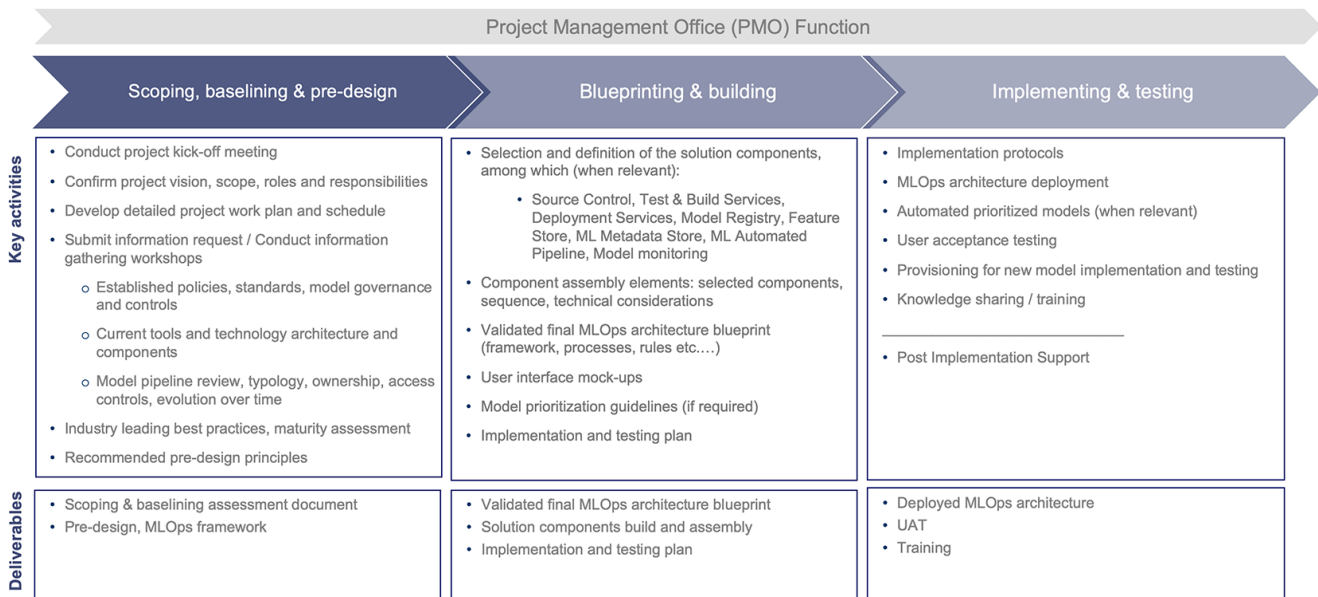 Project Management Office (PMO) Function
Scoping, baselining & pre-design
Blueprinting & building
Implementing & testing
Key activities
• Conduct project kick-off meeting
• Confirm project vision, scope, roles and responsibilities
• Develop detailed project work plan and schedule
• Submit information request / Conduct information
gathering workshops
o Established policies, standards, model governance
and controls
o Current tools and technology architecture and
components
o Model pipeline review, typology, ownership, access
controls, evolution over time
• Industry leading best practices, maturity assessment
• Recommended pre-design principles
• Selection and definition of the solution components,
among which (when relevant):
• Source Control, Test & Build Services,
Deployment Services, Model Registry, Feature
Store, ML Metadata Store, ML Automated
Pipeline, Model monitoring
• Component assembly elements: selected components,
sequence, technical considerations
• Validated final MLOps architecture blueprint
(framework, processes, rules etc.…)
• User interface mock-ups
• Model prioritization guidelines (if required)
• Implementation and testing plan
• Implementation protocols
• MLOps architecture deployment
• Automated prioritized models (when relevant)
• User acceptance testing
• Provisioning for new model implementation and testing
• Knowledge sharing / training
• Post Implementation Support
Deliverables
• Scoping & baselining assessment document
• Pre-design, MLOps framework
• Validated final MLOps architecture blueprint
• Solution components build and assembly
• Implementation and testing plan
• Deployed MLOps architecture
• UAT
• Training